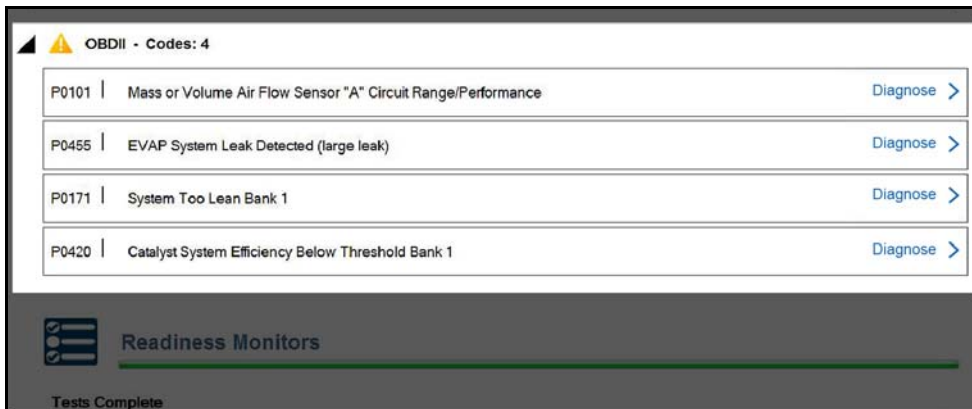 OBDII - Codes: 4
P0101 | Mass or Volume Air Flow Sensor "A" Circuit Range/Performance Diagnose >
P0455 | EVAP System Leak Detected (large leak) Diagnose >
P0171 | System Too Lean Bank 1 Diagnose >
P0420 | Catalyst System Efficiency Below Threshold Bank 1 Diagnose >
Readiness Monitors
Tests Complete